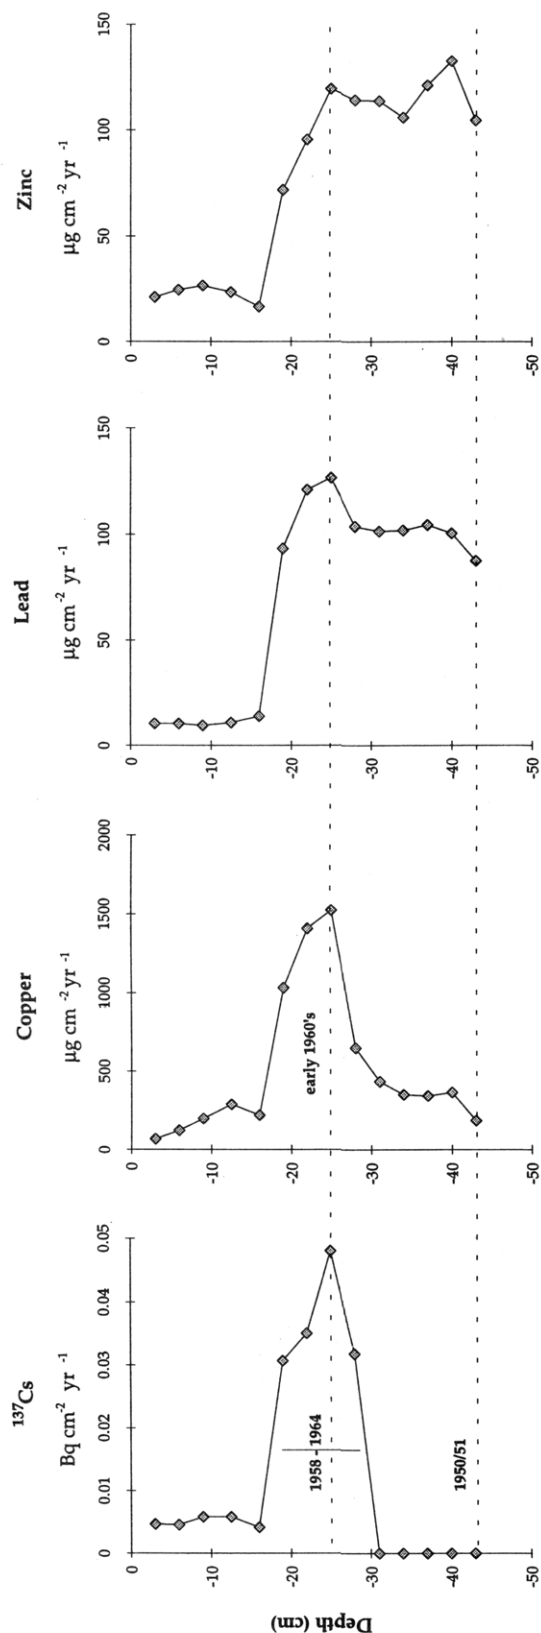 137Cs
Bq cm-2 yr -1
0 0.01 0.02 0.03 0.04 0.05
0
-10
-20
-30
-40
-50
Depth (cm)
1958 - 1964
1950/51
Copper
µg cm -2 yr -1
0 500 1000 1500 2000
0
-10
-20
-30
-40
-50
early 1960's
Lead
µg cm -2 yr -1
0 50 100 150
0
-10
-20
-30
-40
-50
Zinc
µg cm -2 yr -1
0 50 100 150
0
-10
-20
-30
-40
-50